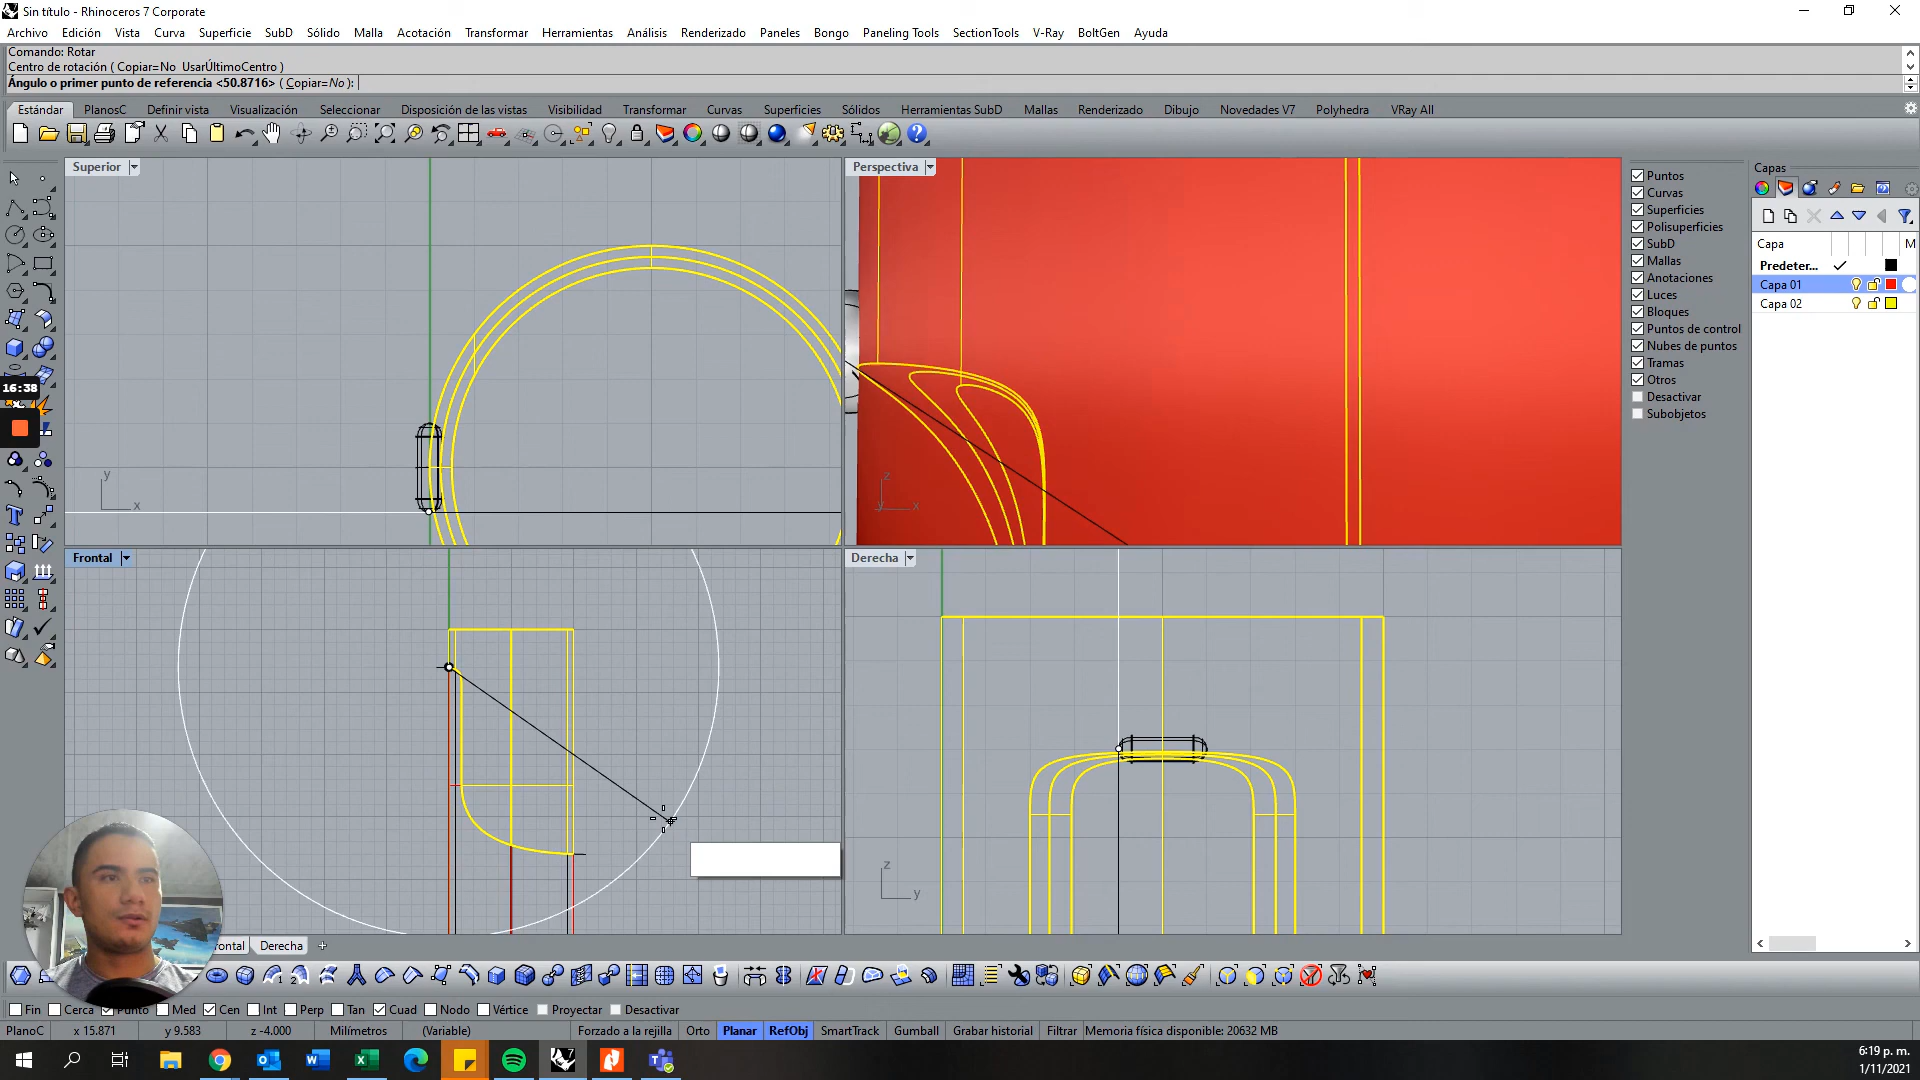 Sin título - Rhinoceros 7 Corporate
Archivo Edición Vista Curva Superficie SubD Sólido Malla Acotación Transformar Herramientas Análisis Renderizado Paneles Bongo Paneling Tools SectionTools V-Ray BoltGen Ayuda
Comando: Rotar
Centro de rotación ( Copiar=No UsarÚltimoCentro )
Ángulo o primer punto de referencia <50.8716> ( Copiar=No ):
Estándar PlanosC Definir vista Visualización Seleccionar Disposición de las vistas Visibilidad Transformar Curvas Superficies Sólidos Herramientas SubD Mallas Renderizado Dibujo Novedades V7 Polyhedra VRay All
Superior
Perspectiva
Capas
Puntos
Curvas
Superficies
Polisuperficies
SubD
Mallas
Anotaciones
Luces
Bloques
Puntos de control
Nubes de puntos
Tramas
Otros
Desactivar
Subobjetos
Capa M
Predeter...
Capa 01
Capa 02
16:38
y
x
z
y
x
Frontal
Derecha
z
y
ontal Derecha +
Fin Cerca Punto Med Cen Int Perp Tan Cuad Nodo Vértice Proyectar Desactivar
PlanoC x 15.871 y 9.583 z -4.000 Milímetros (Variable) Forzado a la rejilla Orto Planar RefObj SmartTrack Gumball Grabar historial Filtrar Memoria física disponible: 20632 MB
6:19 p. m.
1/11/2021